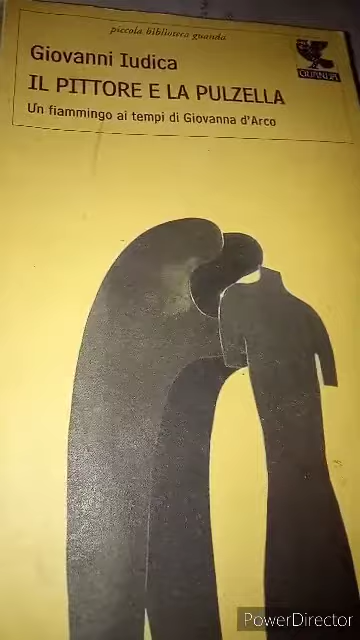 piccola biblioteca guanda
Giovanni Iudica
GUANDA
IL PITTORE E LA PULZELLA
Un fiammingo ai tempi di Giovanna d'Arco
PowerDirector